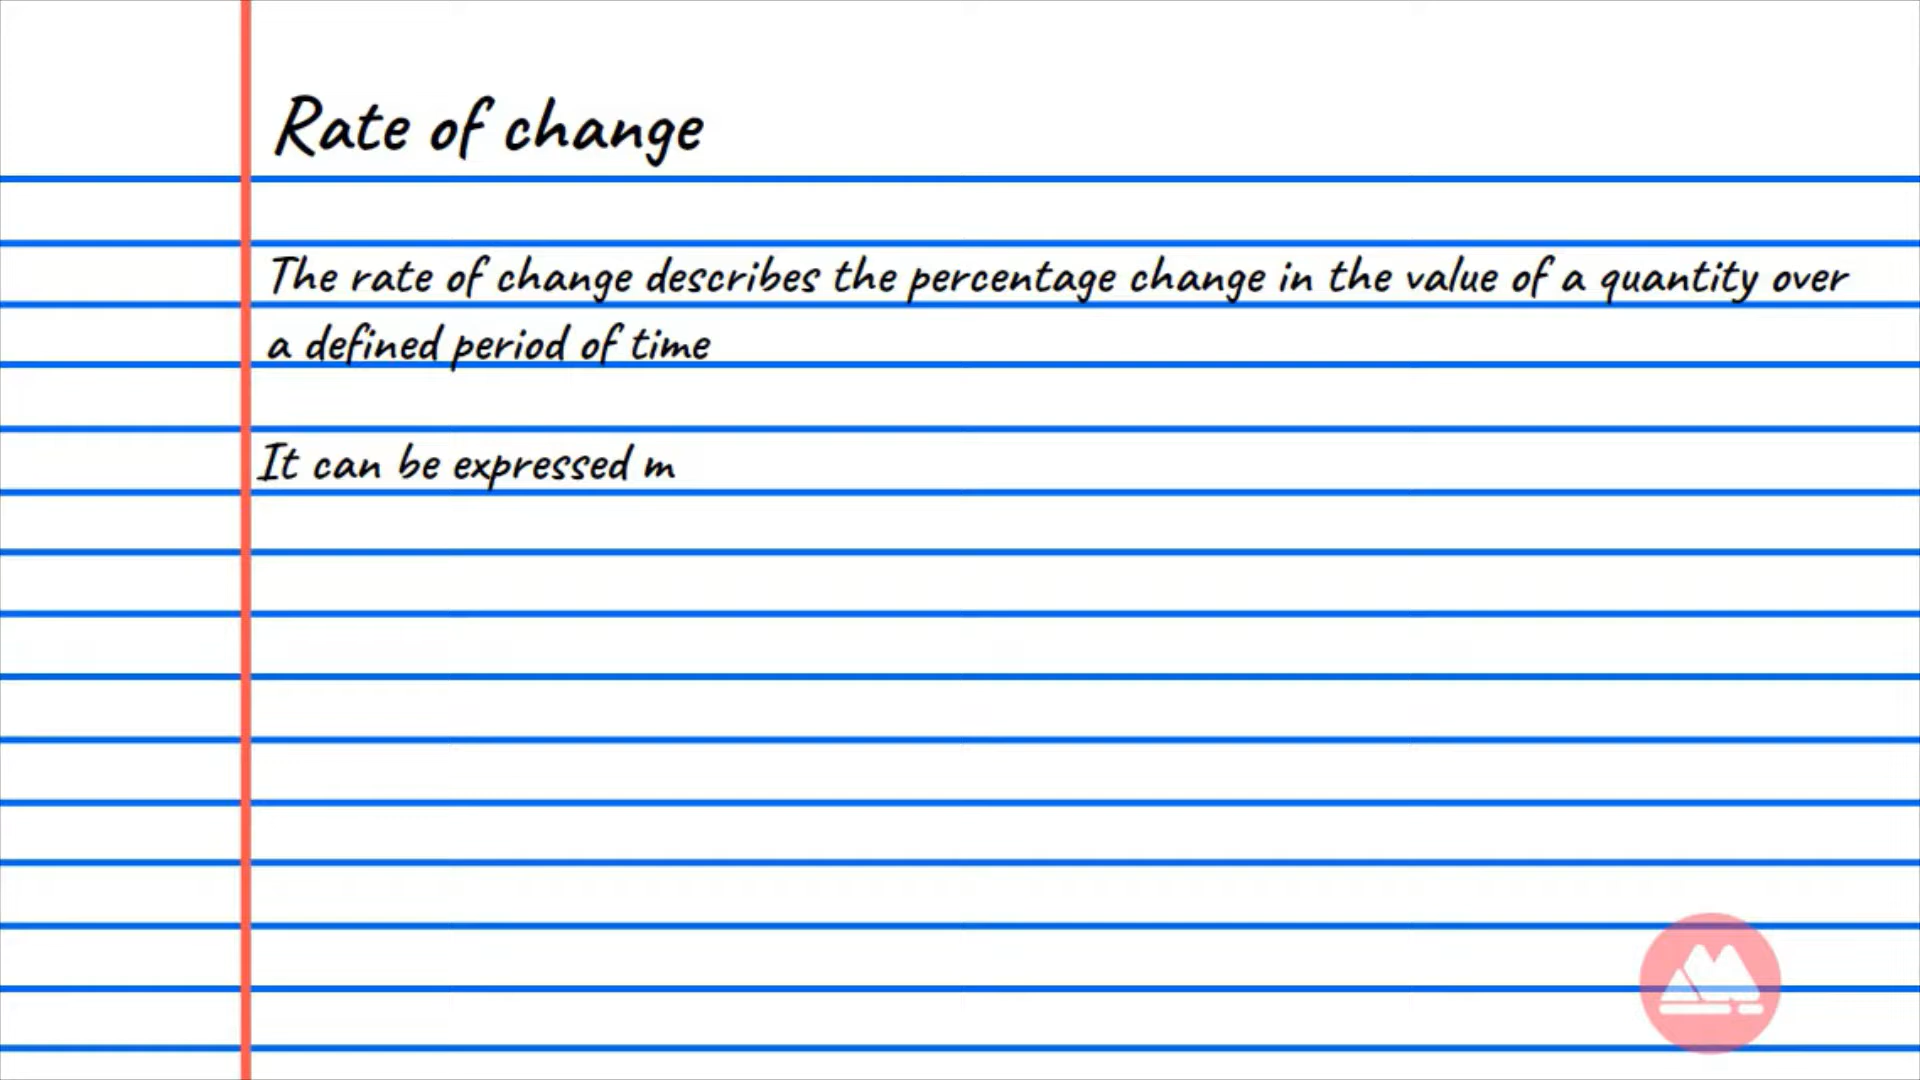 Rate of change
The rate of change describes the percentage change in the value of a quantity over
a defined period of time
It can be expressed m